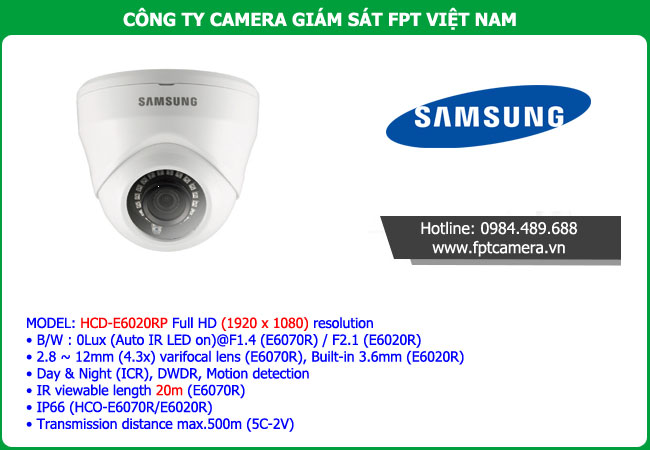 CÔNG TY CAMERA GIÁM SÁT FPT VIỆT NAM
SAMSUNG
SAMSUNG
Hotline: 0984.489.688
www.fptcamera.vn
MODEL: HCD-E6020RP Full HD (1920 x 1080) resolution
• B/W : 0Lux (Auto IR LED on)@F1.4 (E6070R) / F2.1 (E6020R)
• 2.8 ~ 12mm (4.3x) varifocal lens (E6070R), Built-in 3.6mm (E6020R)
• Day & Night (ICR), DWDR, Motion detection
• IR viewable length 20m (E6070R)
• IP66 (HCO-E6070R/E6020R)
• Transmission distance max.500m (5C-2V)